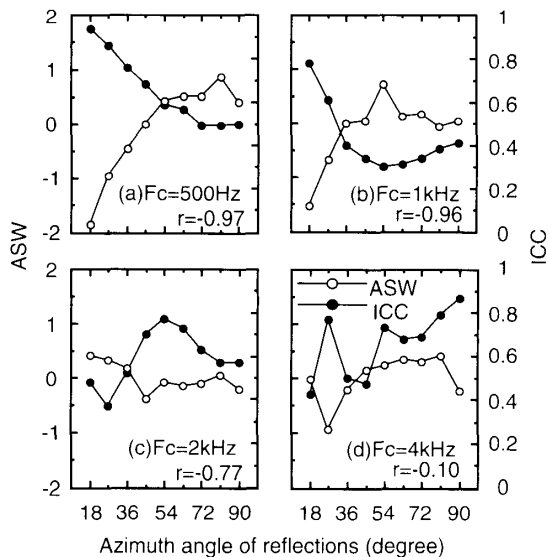 2
1
0
-1
-2
ASW
(a)Fc=500Hz
r=-0.97
(b)Fc=1kHz
r=-0.96
1
0.8
0.6
0.4
0.2
0
ICC
2
1
0
-1
-2
18 36 54 72 90
(c)Fc=2kHz
r=-0.77
ASW
ICC
(d)Fc=4kHz
r=-0.10
1
0.8
0.6
0.4
0.2
0
18 36 54 72 90
Azimuth angle of reflections (degree)